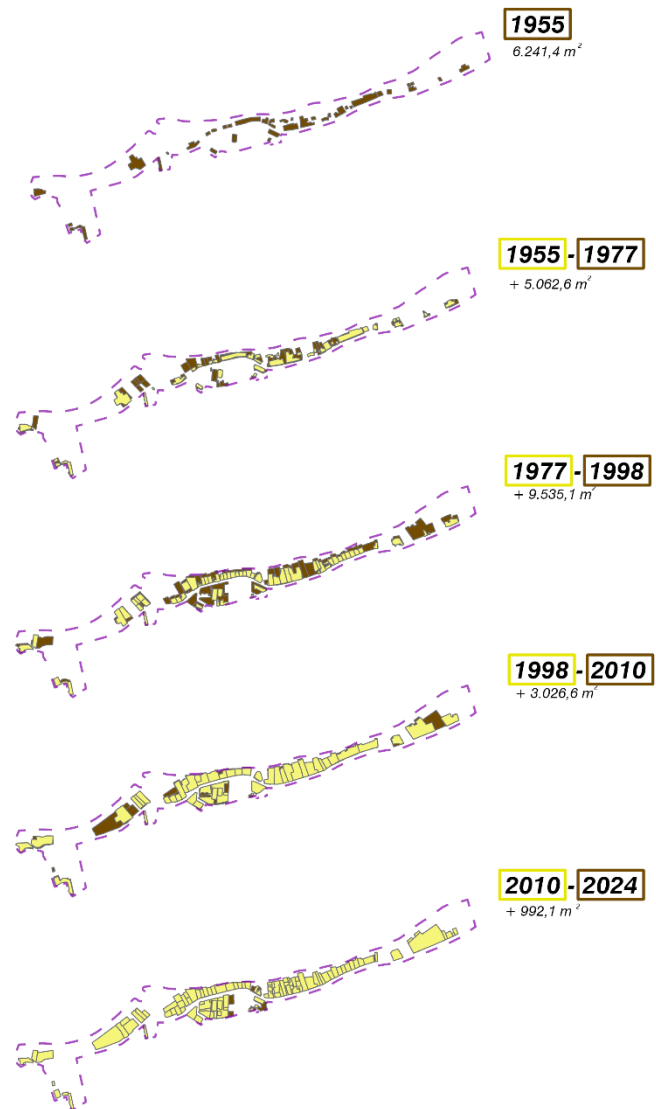 1955
6.241,4 m²
1955 - 1977
+ 5.062,6 m²
1977 - 1998
+ 9.535,1 m²
1998 - 2010
+ 3.026,6 m²
2010 - 2024
+ 992,1 m²